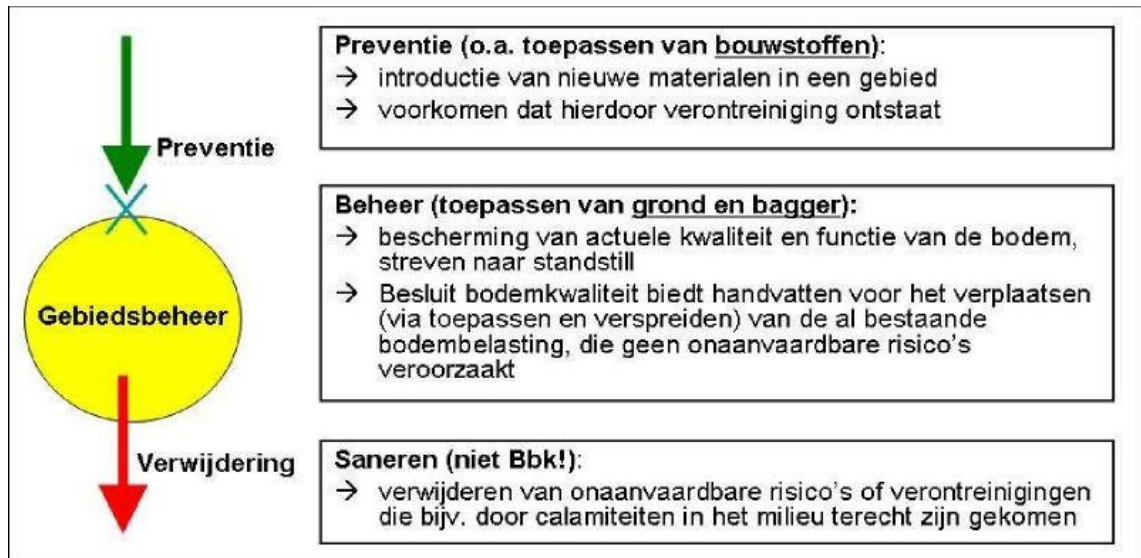 Preventie (o.a. toepassen van bouwstoffen):
→ introductie van nieuwe materialen in een gebied
→ voorkomen dat hierdoor verontreiniging ontstaat
Preventie
Beheer (toepassen van grond en bagger):
→ bescherming van actuele kwaliteit en functie van de bodem,
streven naar standstill
→ Besluit bodemkwaliteit biedt handvatten voor het verplaatsen
(via toepassen en verspreiden) van de al bestaande
bodembelasting, die geen onaanvaardbare risico's
veroorzaakt
Gebiedsbeheer
Verwijdering
Saneren (niet Bbk!):
→ verwijderen van onaanvaardbare risico's of verontreinigingen
die bijv. door calamiteiten in het milieu terecht zijn gekomen